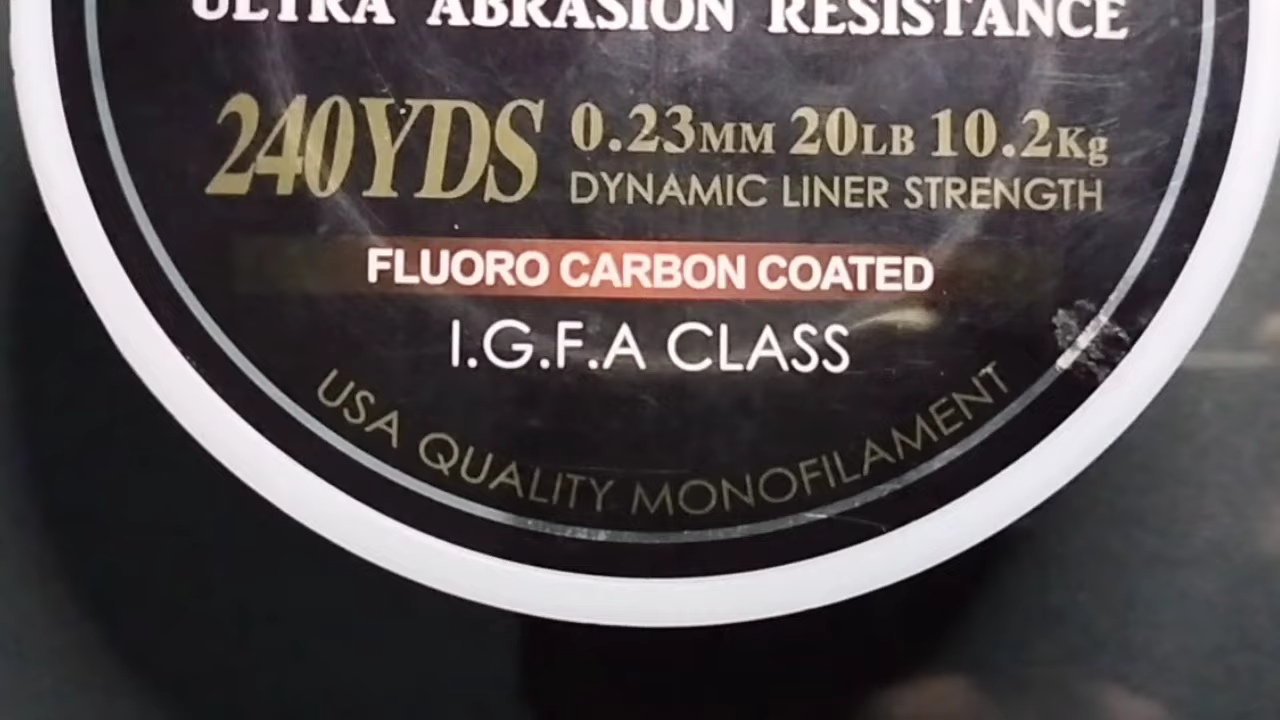 ULTRA ABRASION RESISTANCE
240YDS 0.23MM 20LB 10.2Kg
DYNAMIC LINER STRENGTH
FLUORO CARBON COATED
I.G.F.A CLASS
USA QUALITY MONOFILAMENT